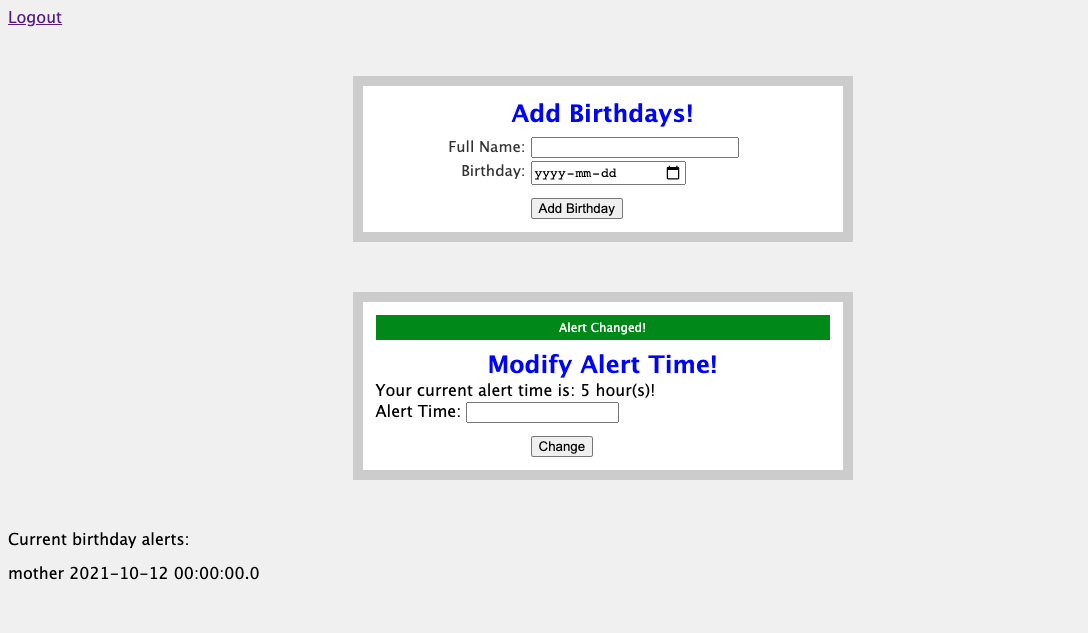 Logout
Add Birthdays!
Full Name:
Birthday: yyyy-mm-dd
Add Birthday
Alert Changed!
Modify Alert Time!
Your current alert time is: 5 hour(s)!
Alert Time:
Change
Current birthday alerts:
mother 2021-10-12 00:00:00.0